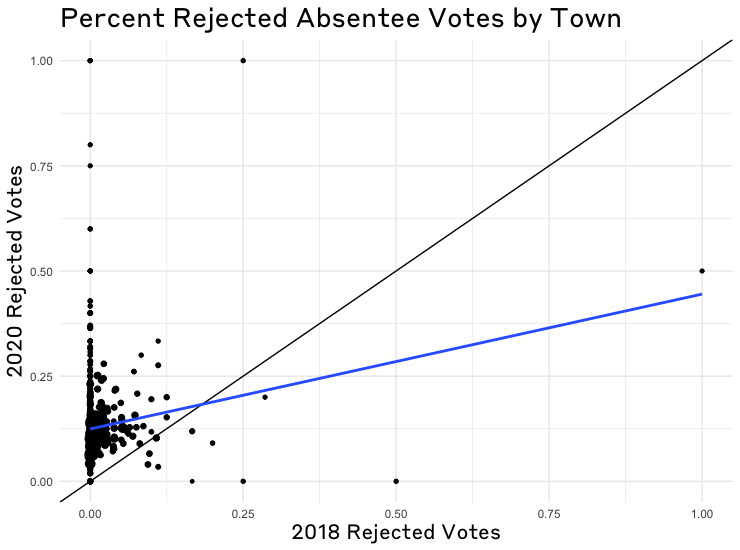 Percent Rejected Absentee Votes by Town
1.00
0.75
0.50
0.25
0.00
2020 Rejected Votes
0.00 0.25 0.50 0.75 1.00
2018 Rejected Votes